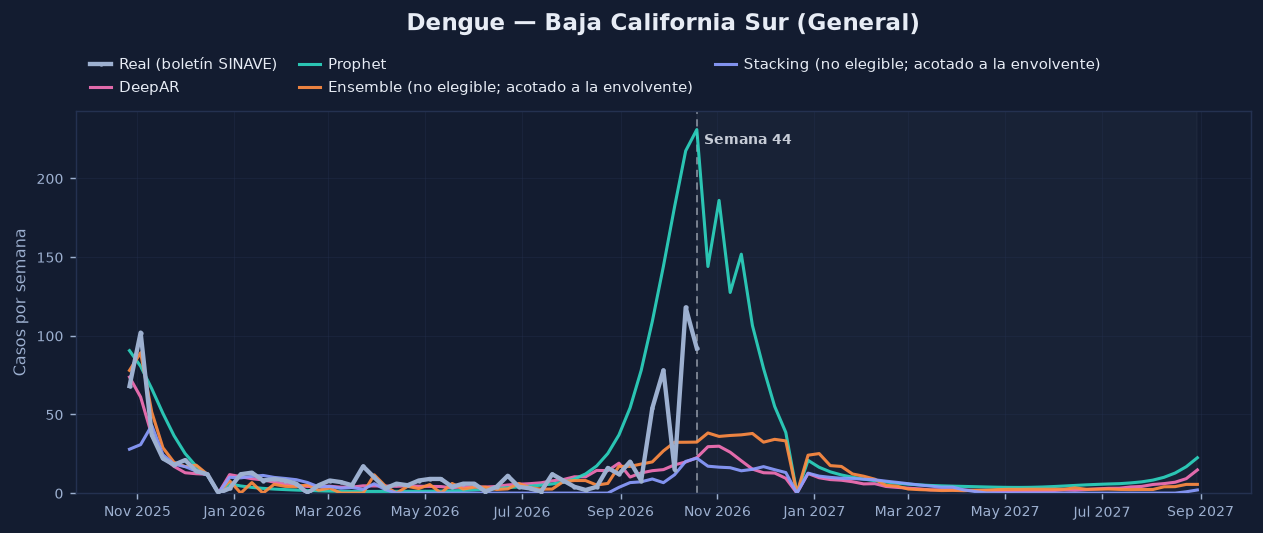 Dengue — Baja California Sur (General)
Real (boletín SINAVE)
Prophet
Stacking (no elegible; acotado a la envolvente)
DeepAR
Ensemble (no elegible; acotado a la envolvente)
Semana 44
Casos por semana
200
150
100
50
0
Nov 2025
Jan 2026
Mar 2026
May 2026
Jul 2026
Sep 2026
Nov 2026
Jan 2027
Mar 2027
May 2027
Jul 2027
Sep 2027